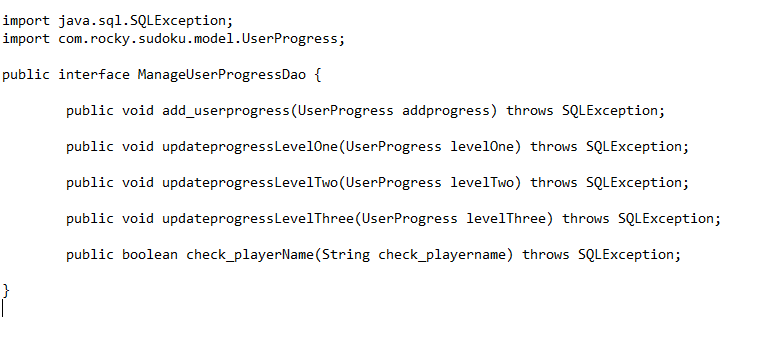 import java.sql.SQLException;
import com.rocky.sudoku.model.UserProgress;
public interface ManageUserProgressDao {
public void add_userprogress(UserProgress addprogress) throws SQLException;
public void updateprogressLevelOne(UserProgress levelOne) throws SQLException;
public void updateprogressLevelTwo(UserProgress levelTwo) throws SQLException;
public void updateprogressLevelThree(UserProgress levelThree) throws SQLException;
public boolean check_playerName(String check_playername) throws SQLException;
}